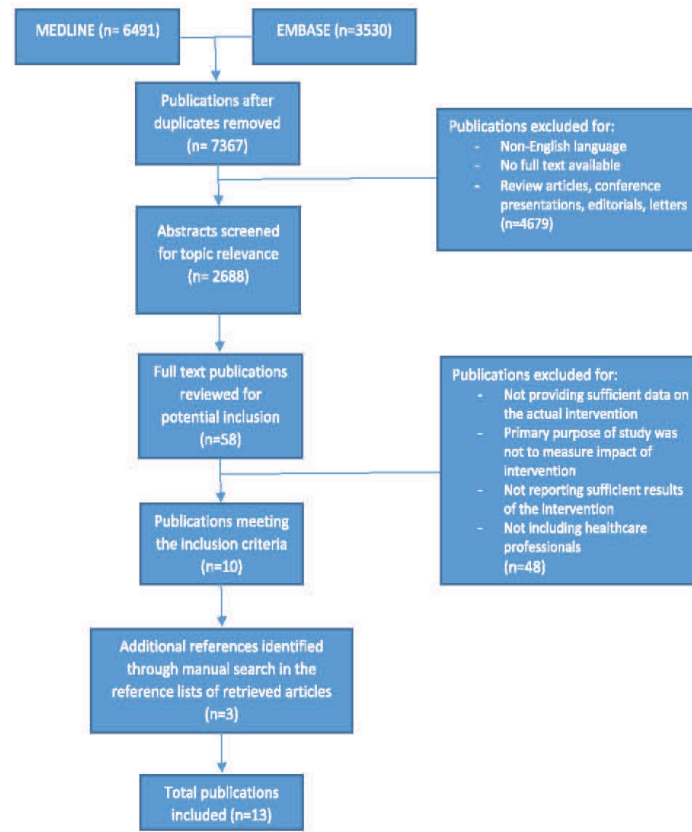 MEDLINE (n= 6491)
EMBASE (n=3530)
Publications after
duplicates removed
(n= 7367)
Publications excluded for:
- Non-English language
- No full text available
- Review articles, conference
presentations, editorials, letters
(n=4679)
Abstracts screened
for topic relevance
(n= 2688)
Full text publications
reviewed for
potential inclusion
(n=58)
Publications excluded for:
- Not providing sufficient data on
the actual intervention
- Primary purpose of study was
not to measure impact of
intervention
- Not reporting sufficient results
of the intervention
- Not including healthcare
professionals
(n=48)
Publications meeting
the inclusion criteria
(n=10)
Additional references identified
through manual search in the
reference lists of retrieved articles
(n=3)
Total publications
included (n=13)